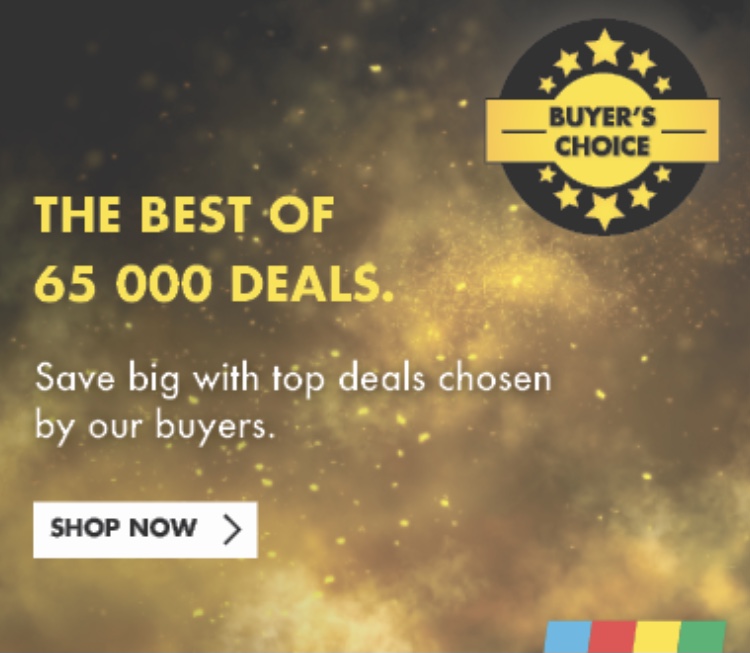 BUYER'S
CHOICE
THE BEST OF
65 000 DEALS.
Save big with top deals chosen
by our buyers.
SHOP NOW